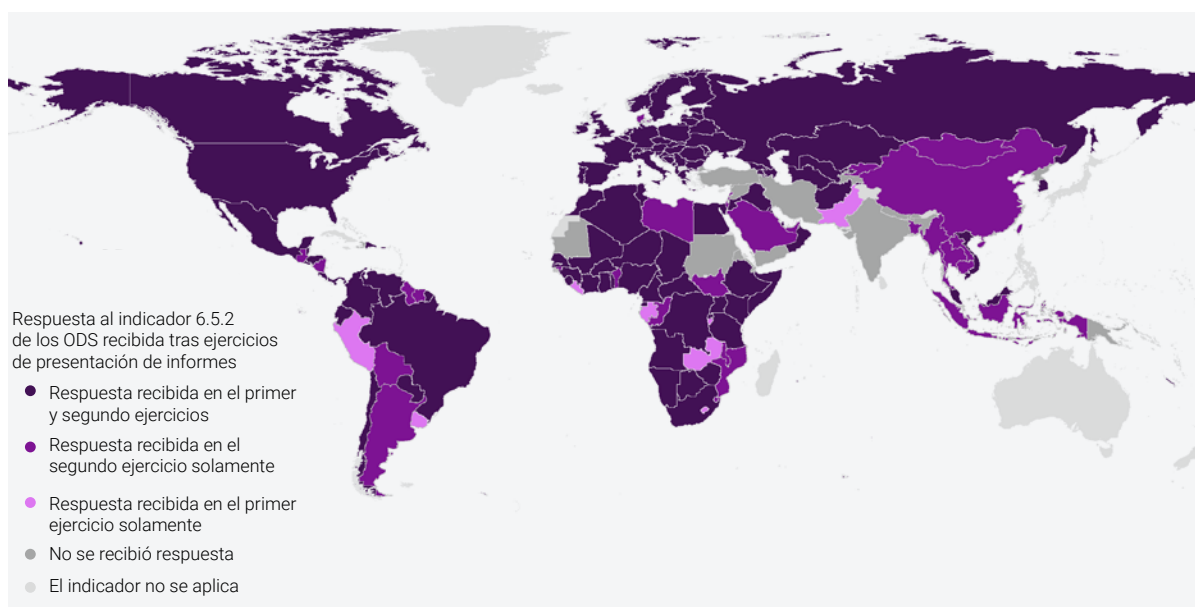 Respuesta al indicador 6.5.2
de los ODS recibida tras ejercicios
de presentación de informes
Respuesta recibida en el primer
y segundo ejercicios
Respuesta recibida en el
segundo ejercicio solamente
Respuesta recibida en el primer
ejercicio solamente
No se recibió respuesta
El indicador no se aplica